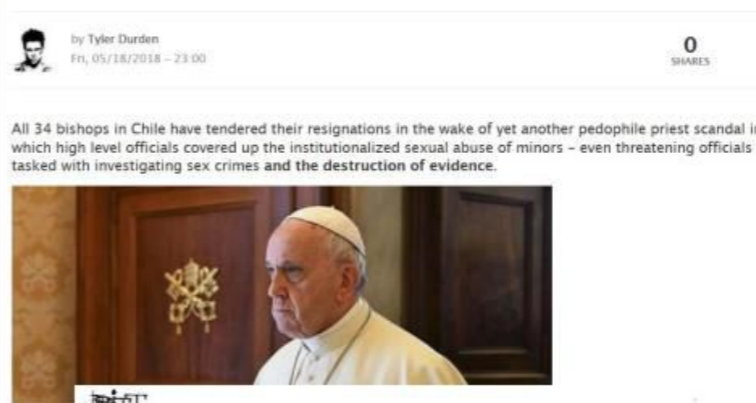 by Tyler Durden
Fri, 05/18/2018 – 23:00
0
SHARES
All 34 bishops in Chile have tendered their resignations in the wake of yet another pedophile priest scandal
which high level officials covered up the institutionalized sexual abuse of minors – even threatening officials
tasked with investigating sex crimes and the destruction of evidence.